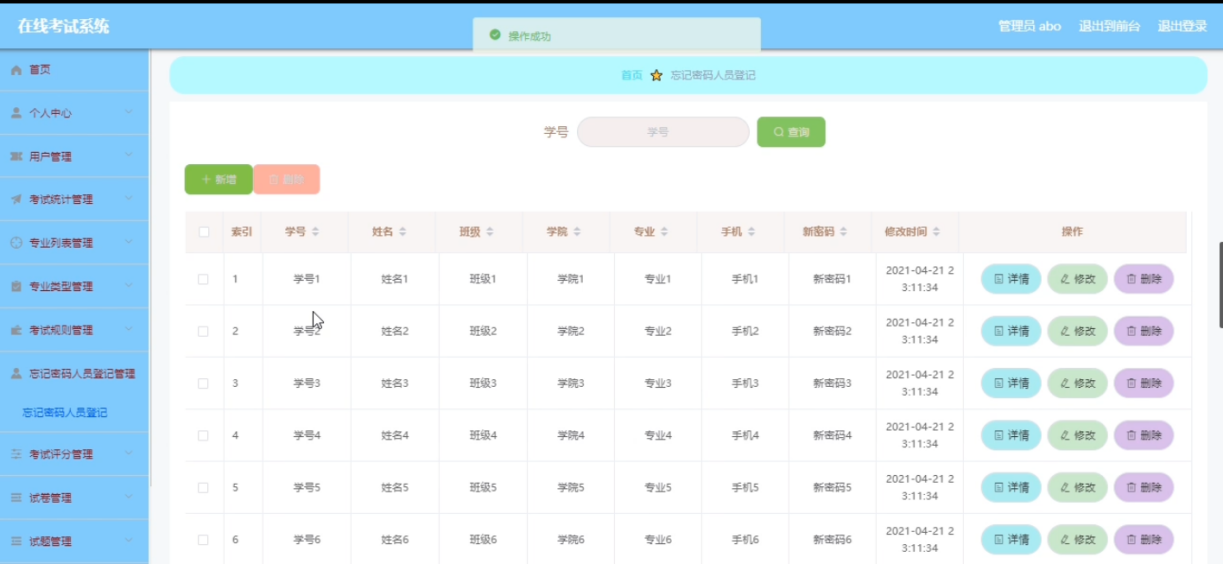 在线考试系统
操作成功
管理员 abo 退出到前台 退出登录
首页
个人中心
用户管理
考试统计管理
专业列表管理
专业类型管理
考试规则管理
忘记密码人员登记管理
忘记密码人员登记
考试评分管理
试卷管理
试题管理
首页 忘记密码人员登记
学号 学号 查询
新增 删除
索引 学号 姓名 班级 学院 专业 手机 新密码 修改时间 操作
1 学号1 姓名1 班级1 学院1 专业1 手机1 新密码1 2021-04-21 2 详情 修改 删除
3:11:34
2 学号2 姓名2 班级2 学院2 专业2 手机2 新密码2 2021-04-21 2 详情 修改 删除
3:11:34
3 学号3 姓名3 班级3 学院3 专业3 手机3 新密码3 2021-04-21 2 详情 修改 删除
3:11:34
4 学号4 姓名4 班级4 学院4 专业4 手机4 新密码4 2021-04-21 2 详情 修改 删除
3:11:34
5 学号5 姓名5 班级5 学院5 专业5 手机5 新密码5 2021-04-21 2 详情 修改 删除
3:11:34
6 学号6 姓名6 班级6 学院6 专业6 手机6 新密码6 2021-04-21 2 详情 修改 删除
3:11:34